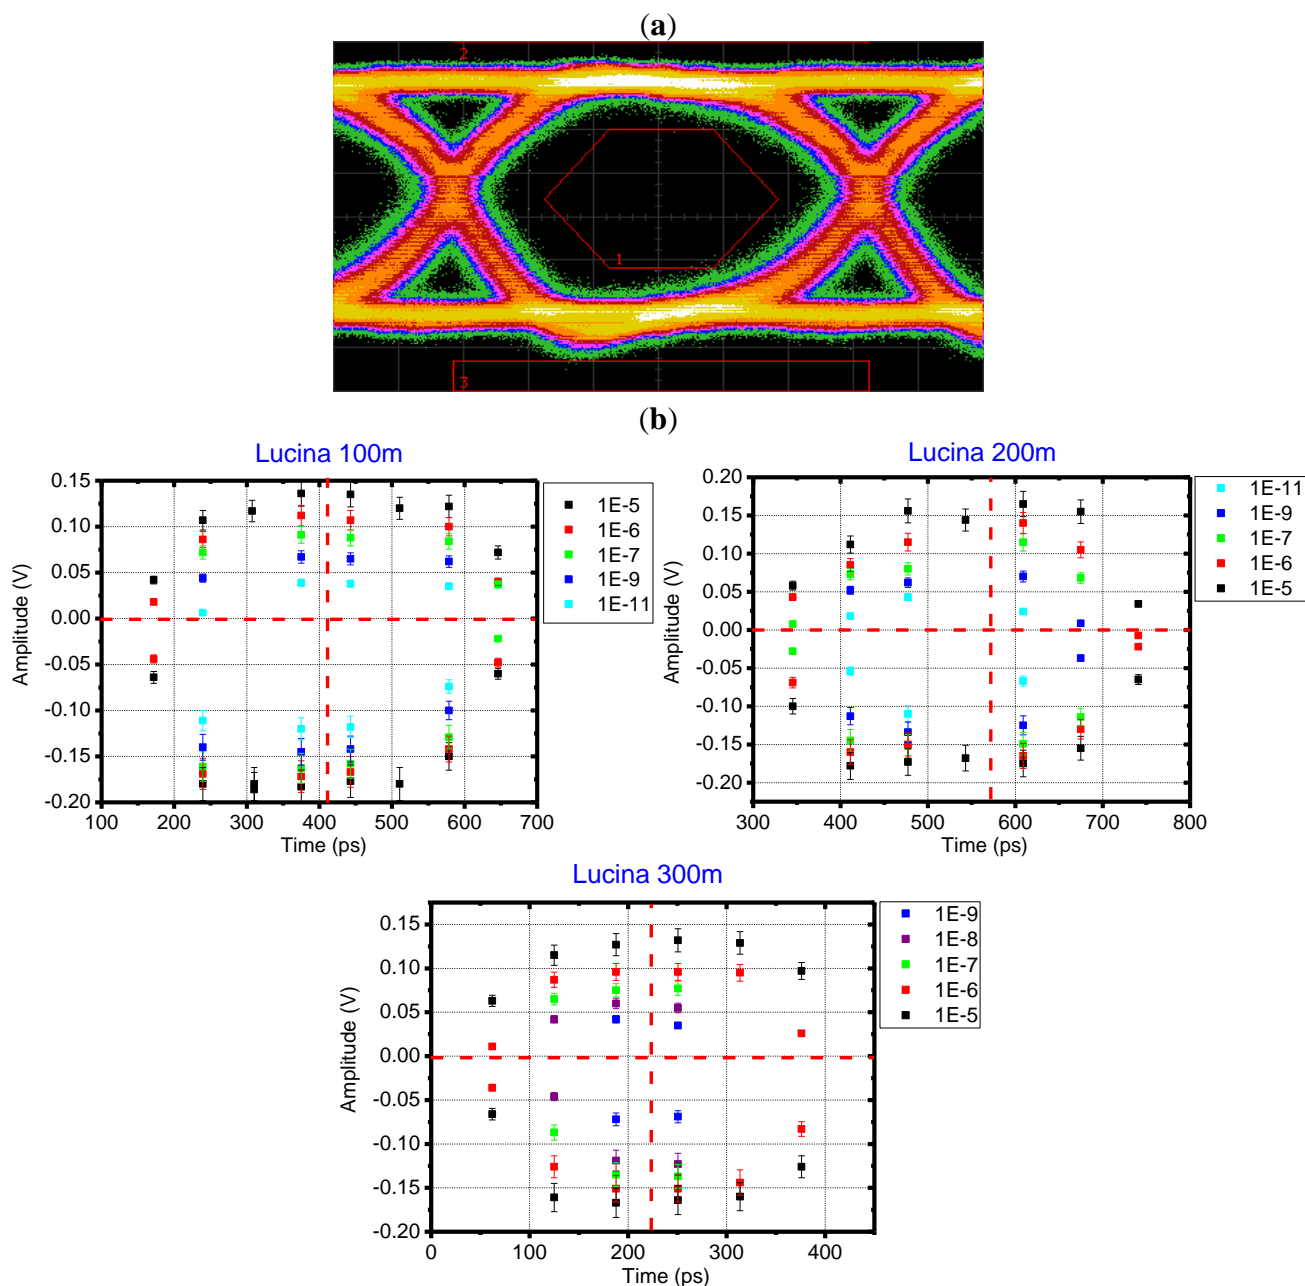 (a)
2
1
3
(b)
Lucina 100m
Amplitude (V)
0.15
0.10
0.05
0.00
-0.05
-0.10
-0.15
-0.20
100 200 300 400 500 600 700
Time (ps)
1E-5
1E-6
1E-7
1E-9
1E-11
Lucina 200m
Amplitude (V)
0.20
0.15
0.10
0.05
0.00
-0.05
-0.10
-0.15
-0.20
300 400 500 600 700 800
Time (ps)
1E-11
1E-9
1E-7
1E-6
1E-5
Lucina 300m
Amplitude (V)
0.15
0.10
0.05
0.00
-0.05
-0.10
-0.15
-0.20
0 100 200 300 400
Time (ps)
1E-9
1E-8
1E-7
1E-6
1E-5